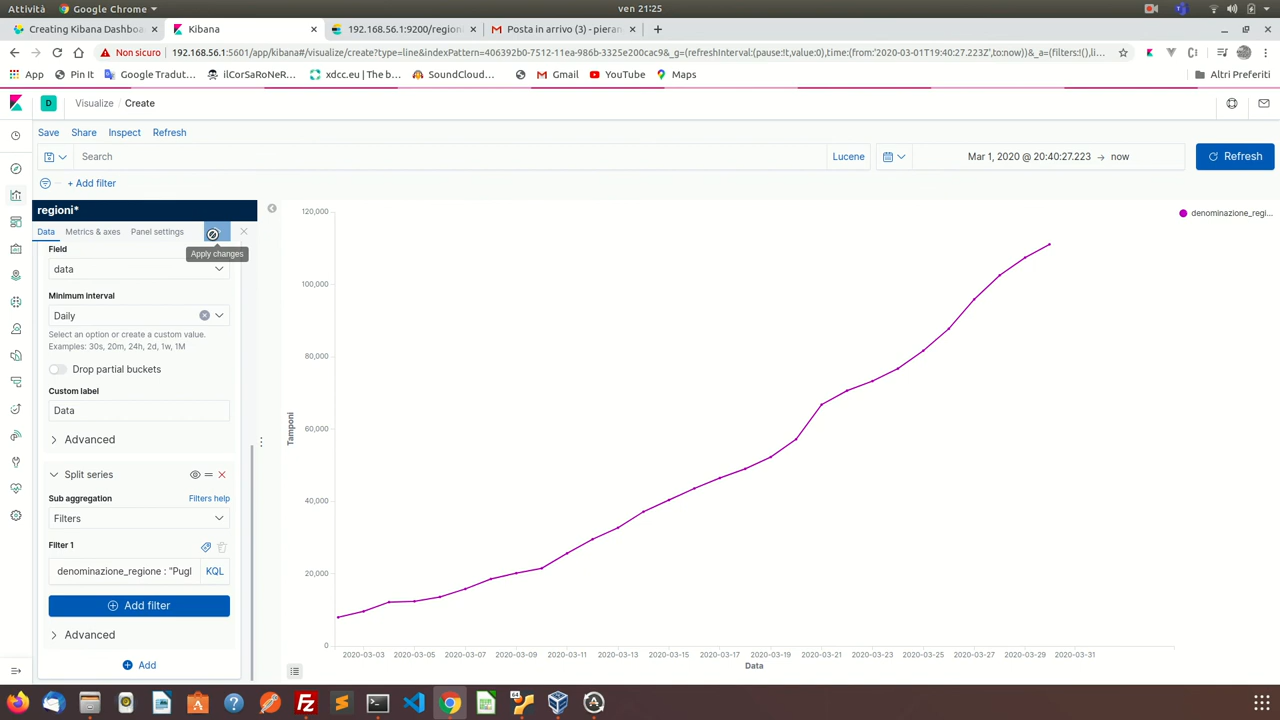 Attività
Google Chrome
ven 21:25
Creating Kibana Dashboa
Kibana
192.168.56.1:9200/region
Posta in arrivo (3) - pieran
Non sicuro
192.168.56.1:5601/app/kibana#/visualize/create?type=line&indexPattern=406392b0-7512-11ea-986b-3325e200cac9&_g=(refreshInterval:(pause:!t,value:0),time:(from:'2020-03-01T19:40:27.223Z',to:now))&_a=(filters:!(),li...
App
Pin It
Google Tradut...
ilCorSaRoNeR...
xdcc.eu | The b...
SoundCloud...
Gmail
YouTube
Maps
Altri Preferiti
D
Visualize / Create
Save
Share
Inspect
Refresh
Search
Lucene
Mar 1, 2020 @ 20:40:27.223 → now
Refresh
+ Add filter
regioni*
Data
Metrics & axes
Panel settings
Apply changes
Field
data
Minimum interval
Daily
Select an option or create a custom value.
Examples: 30s, 20m, 24h, 2d, 1w, 1M
Drop partial buckets
Custom label
Data
Advanced
Split series
Sub aggregation
Filters help
Filters
Filter 1
denominazione_regione : "Pugl
KQL
Add filter
Advanced
Add
120,000
100,000
80,000
60,000
40,000
20,000
0
Tamponi
2020-03-03
2020-03-05
2020-03-07
2020-03-09
2020-03-11
2020-03-13
2020-03-15
2020-03-17
2020-03-19
2020-03-21
2020-03-23
2020-03-25
2020-03-27
2020-03-29
2020-03-31
Data
denominazione_regi...